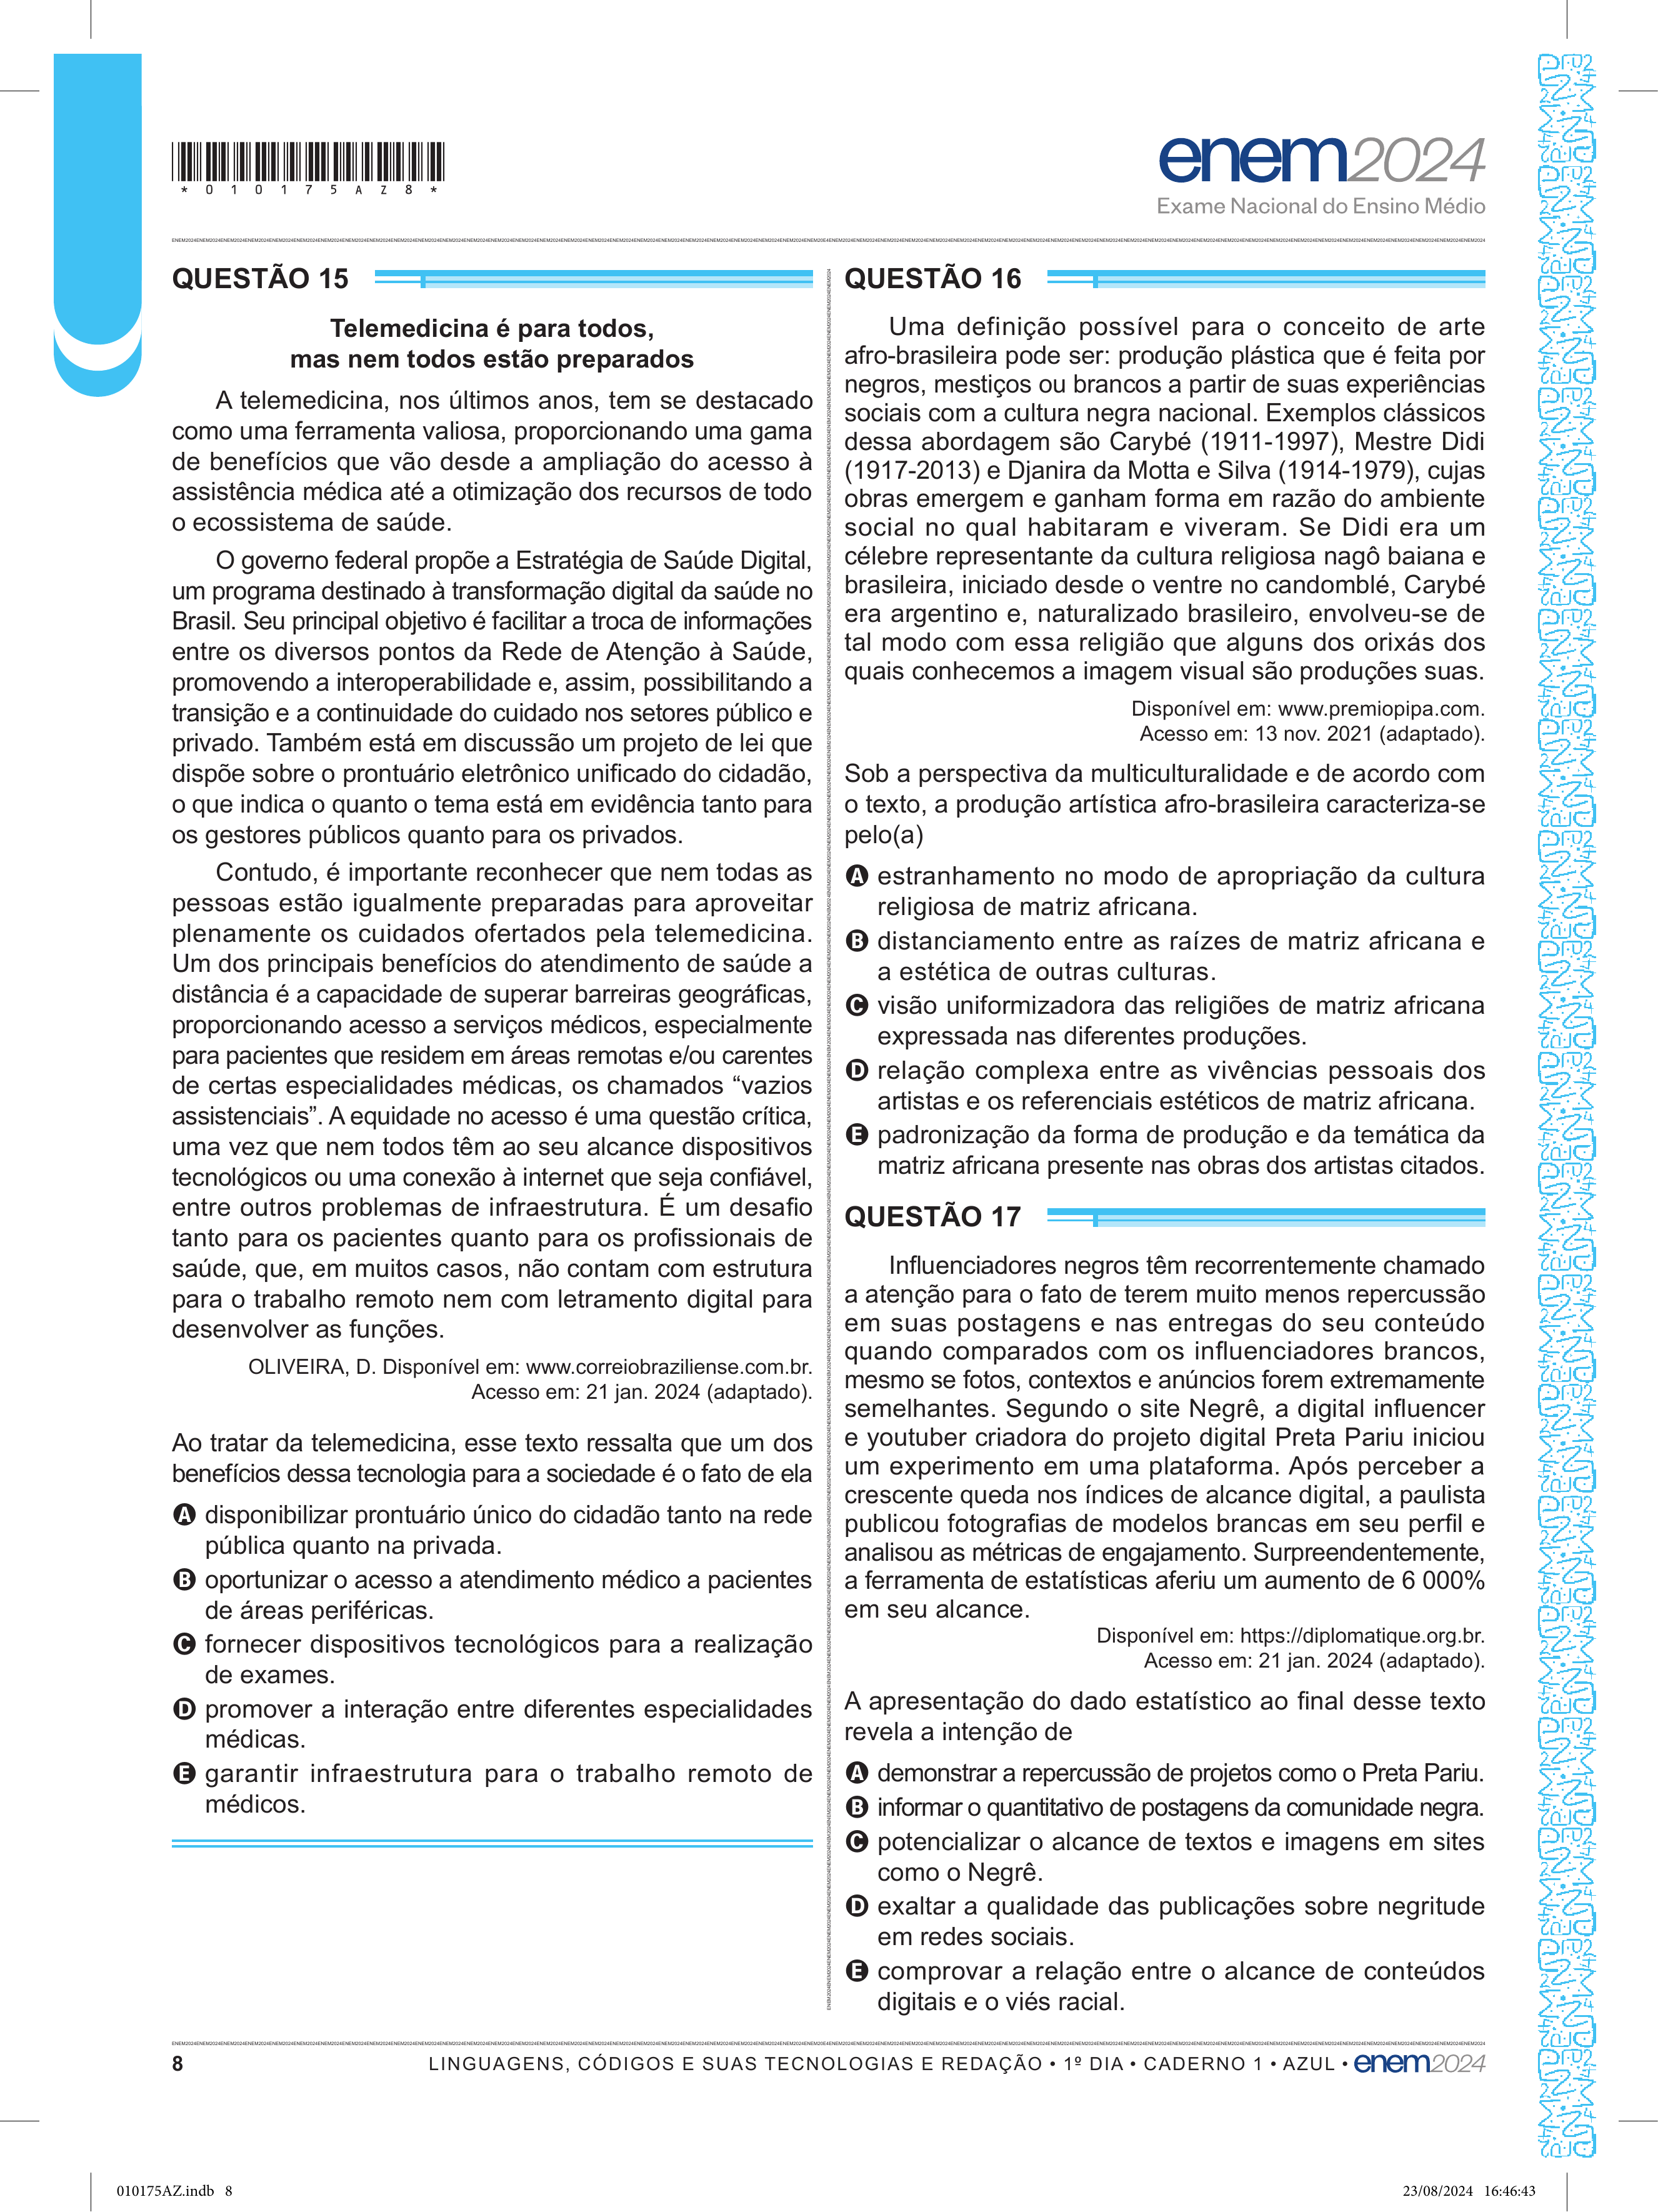 *010175AZ8*
enem2024
Exame Nacional do Ensino Médio
QUESTÃO 15
Telemedicina é para todos,
mas nem todos estão preparados
A telemedicina, nos últimos anos, tem se destacado
como uma ferramenta valiosa, proporcionando uma gama
de benefícios que vão desde a ampliação do acesso à
assistência médica até a otimização dos recursos de todo
o ecossistema de saúde.
O governo federal propõe a Estratégia de Saúde Digital,
um programa destinado à transformação digital da saúde no
Brasil. Seu principal objetivo é facilitar a troca de informações
entre os diversos pontos da Rede de Atenção à Saúde,
promovendo a interoperabilidade e, assim, possibilitando a
transição e a continuidade do cuidado nos setores público e
privado. Também está em discussão um projeto de lei que
dispõe sobre o prontuário eletrônico unificado do cidadão,
o que indica o quanto o tema está em evidência tanto para
os gestores públicos quanto para os privados.
Contudo, é importante reconhecer que nem todas as
pessoas estão igualmente preparadas para aproveitar
plenamente os cuidados ofertados pela telemedicina.
Um dos principais benefícios do atendimento de saúde a
distância é a capacidade de superar barreiras geográficas,
proporcionando acesso a serviços médicos, especialmente
para pacientes que residem em áreas remotas e/ou carentes
de certas especialidades médicas, os chamados “vazios
assistenciais”. A equidade no acesso é uma questão crítica,
uma vez que nem todos têm ao seu alcance dispositivos
tecnológicos ou uma conexão à internet que seja confiável,
entre outros problemas de infraestrutura. É um desafio
tanto para os pacientes quanto para os profissionais de
saúde, que, em muitos casos, não contam com estrutura
para o trabalho remoto nem com letramento digital para
desenvolver as funções.
OLIVEIRA, D. Disponível em: www.correiobraziliense.com.br.
Acesso em: 21 jan. 2024 (adaptado).
Ao tratar da telemedicina, esse texto ressalta que um dos
benefícios dessa tecnologia para a sociedade é o fato de ela
A disponibilizar prontuário único do cidadão tanto na rede
pública quanto na privada.
B oportunizar o acesso a atendimento médico a pacientes
de áreas periféricas.
C fornecer dispositivos tecnológicos para a realização
de exames.
D promover a interação entre diferentes especialidades
médicas.
E garantir infraestrutura para o trabalho remoto de
médicos.
QUESTÃO 16
Uma definição possível para o conceito de arte
afro-brasileira pode ser: produção plástica que é feita por
negros, mestiços ou brancos a partir de suas experiências
sociais com a cultura negra nacional. Exemplos clássicos
dessa abordagem são Carybé (1911-1997), Mestre Didi
(1917-2013) e Djanira da Motta e Silva (1914-1979), cujas
obras emergem e ganham forma em razão do ambiente
social no qual habitaram e viveram. Se Didi era um
célebre representante da cultura religiosa nagô baiana e
brasileira, iniciado desde o ventre no candomblé, Carybé
era argentino e, naturalizado brasileiro, envolveu-se de
tal modo com essa religião que alguns dos orixás dos
quais conhecemos a imagem visual são produções suas.
Disponível em: www.premiopipa.com.
Acesso em: 13 nov. 2021 (adaptado).
Sob a perspectiva da multiculturalidade e de acordo com
o texto, a produção artística afro-brasileira caracteriza-se
pelo(a)
A estranhamento no modo de apropriação da cultura
religiosa de matriz africana.
B distanciamento entre as raízes de matriz africana e
a estética de outras culturas.
C visão uniformizadora das religiões de matriz africana
expressada nas diferentes produções.
D relação complexa entre as vivências pessoais dos
artistas e os referenciais estéticos de matriz africana.
E padronização da forma de produção e da temática da
matriz africana presente nas obras dos artistas citados.
QUESTÃO 17
Influenciadores negros têm recorrentemente chamado
a atenção para o fato de terem muito menos repercussão
em suas postagens e nas entregas do seu conteúdo
quando comparados com os influenciadores brancos,
mesmo se fotos, contextos e anúncios forem extremamente
semelhantes. Segundo o site Negrê, a digital influencer
e youtuber criadora do projeto digital Preta Pariu iniciou
um experimento em uma plataforma. Após perceber a
crescente queda nos índices de alcance digital, a paulista
publicou fotografias de modelos brancas em seu perfil e
analisou as métricas de engajamento. Surpreendentemente,
a ferramenta de estatísticas aferiu um aumento de 6 000%
em seu alcance.
Disponível em: https://diplomatique.org.br.
Acesso em: 21 jan. 2024 (adaptado).
A apresentação do dado estatístico ao final desse texto
revela a intenção de
A demonstrar a repercussão de projetos como o Preta Pariu.
B informar o quantitativo de postagens da comunidade negra.
C potencializar o alcance de textos e imagens em sites
como o Negrê.
D exaltar a qualidade das publicações sobre negritude
em redes sociais.
E comprovar a relação entre o alcance de conteúdos
digitais e o viés racial.
8 LINGUAGENS, CÓDIGOS E SUAS TECNOLOGIAS E REDAÇÃO • 1º DIA • CADERNO 1 • AZUL • enem2024
010175AZ.indb 8 23/08/2024 16:46:43